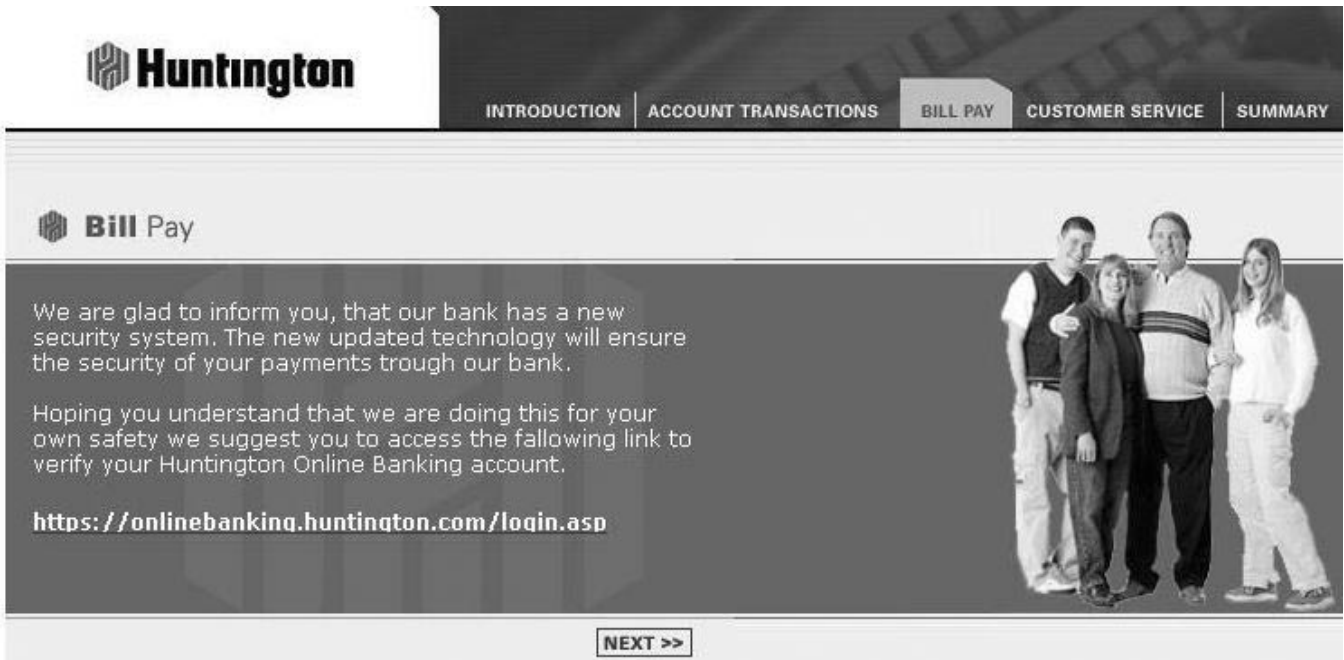 Huntington
INTRODUCTION ACCOUNT TRANSACTIONS BILL PAY CUSTOMER SERVICE SUMMARY
Bill Pay
We are glad to inform you, that our bank has a new
security system. The new updated technology will ensure
the security of your payments trough our bank.
Hoping you understand that we are doing this for your
own safety we suggest you to access the fallowing link to
verify your Huntington Online Banking account.
https://onlinebanking.huntington.com/login.asp
NEXT >>